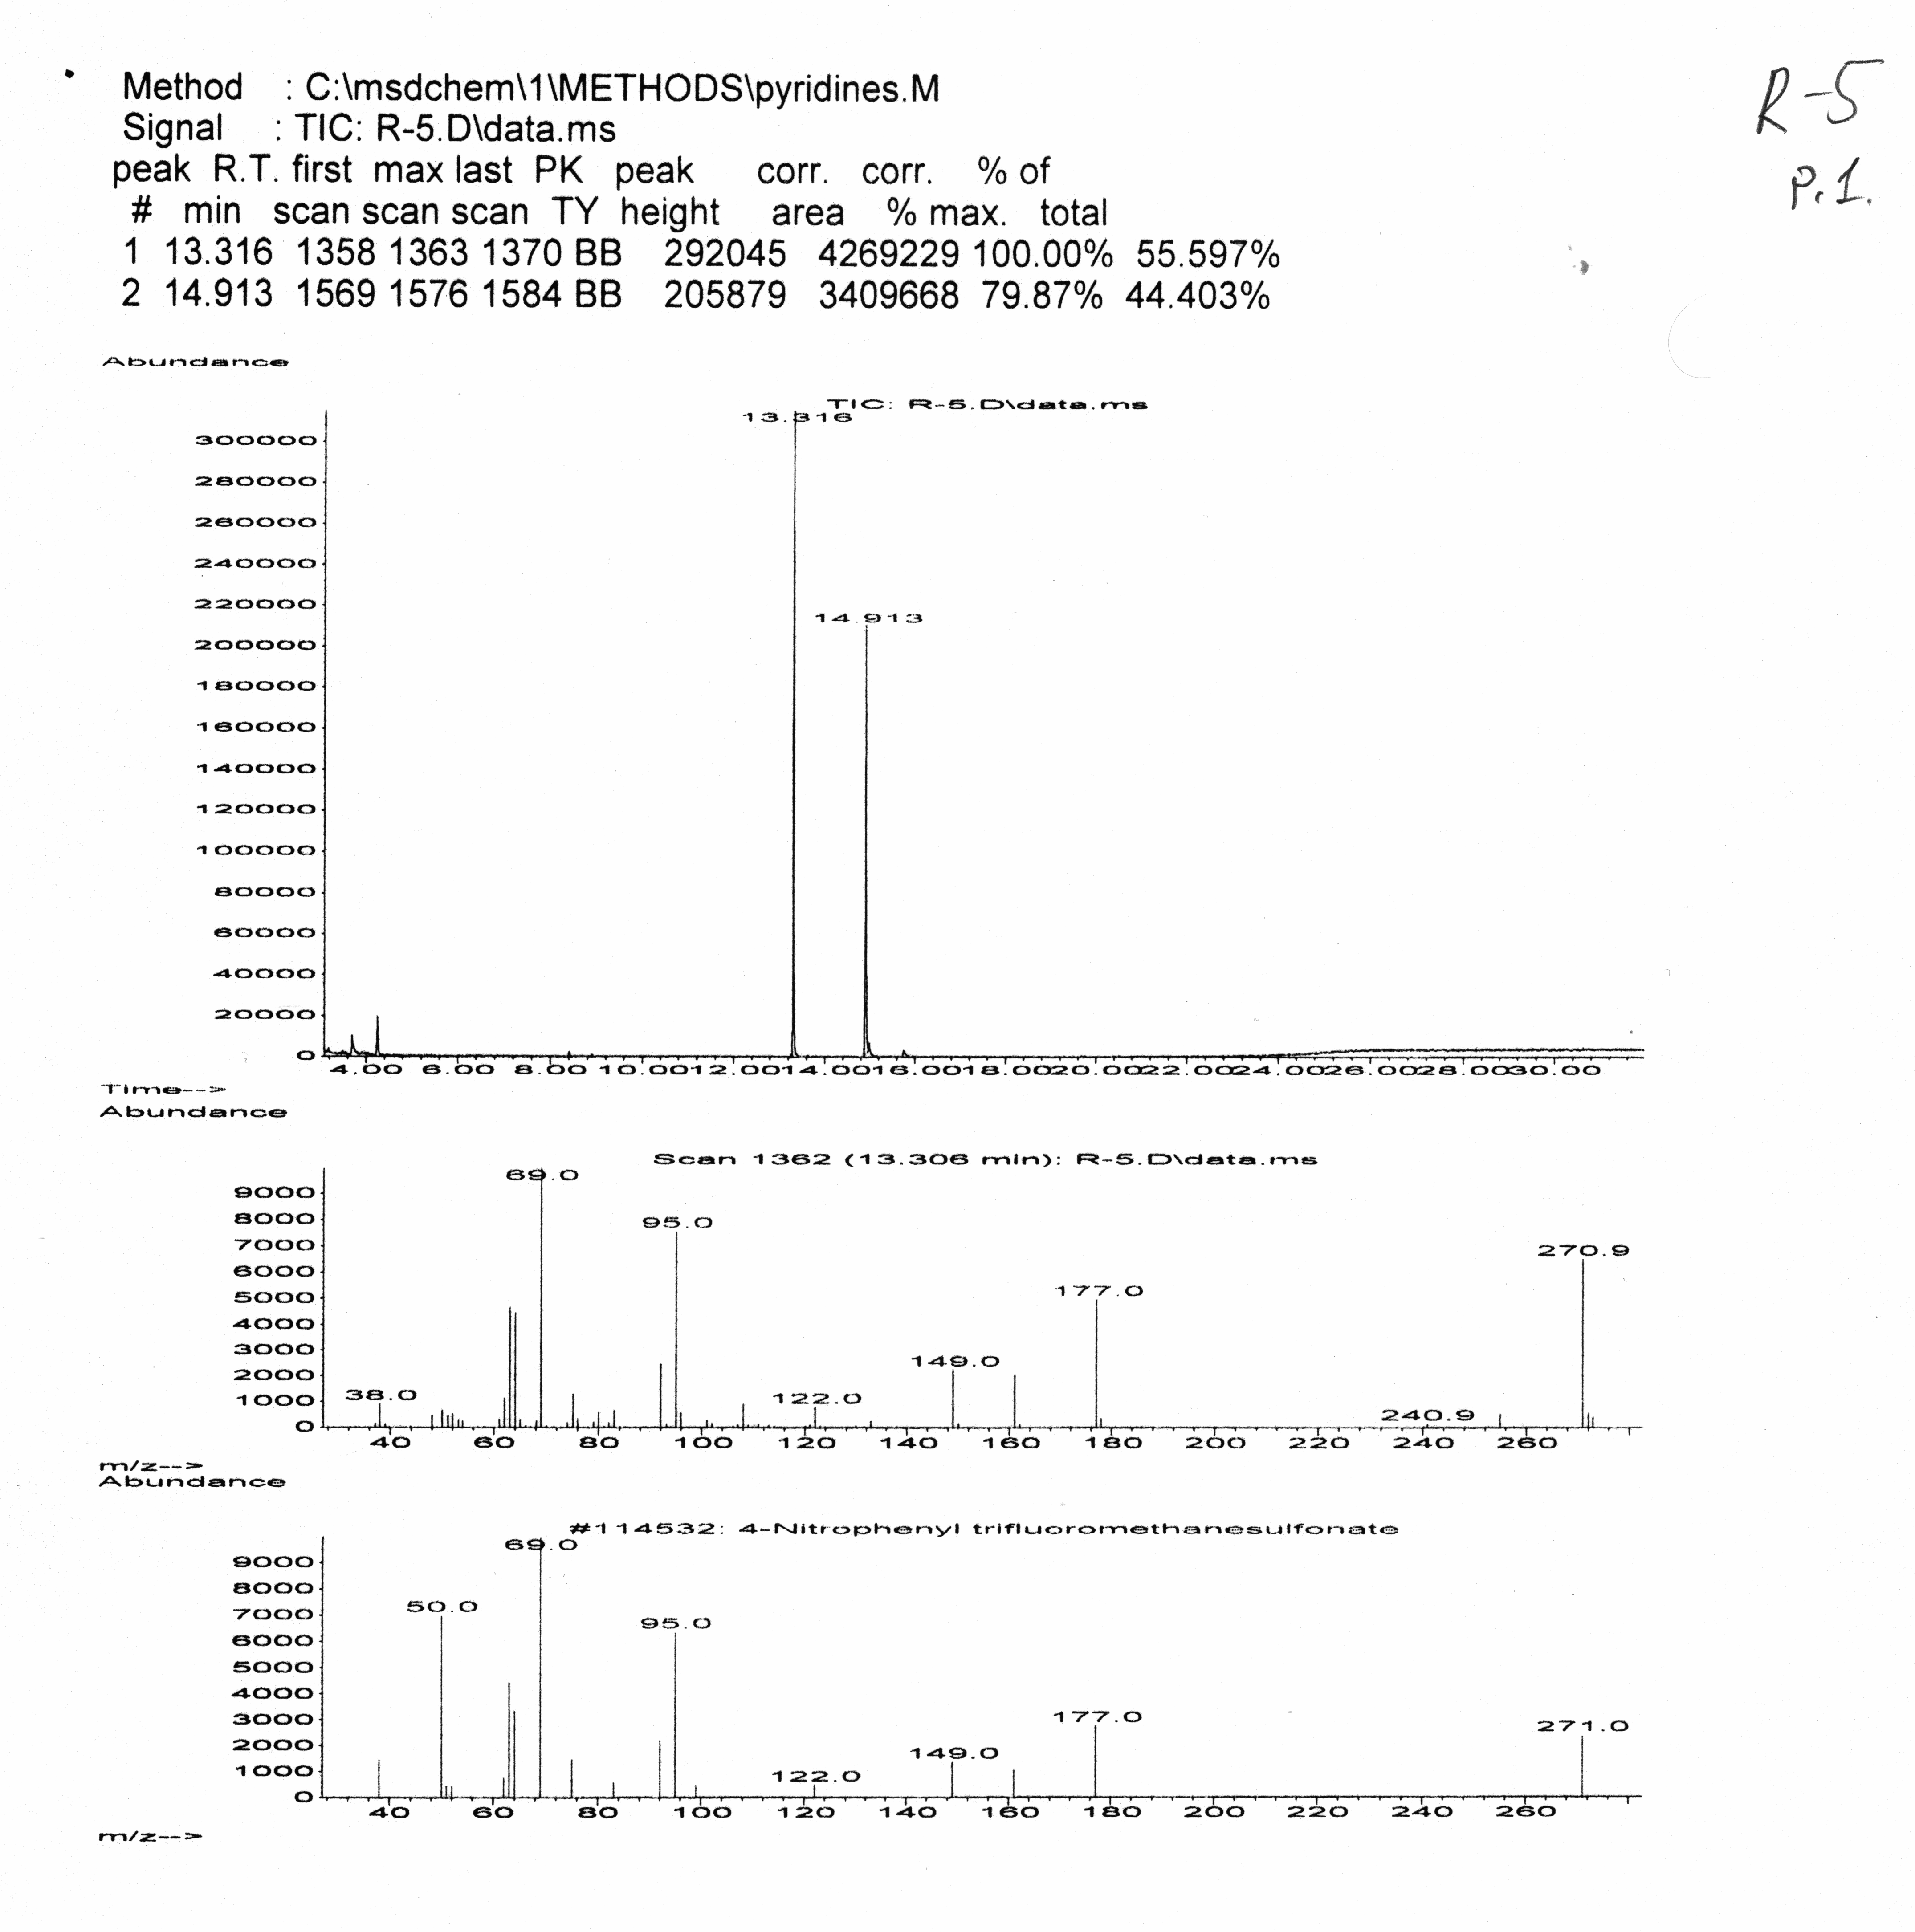 Method : C:\msdchem\1\METHODS\pyridines.M
R-5
Signal : TIC: R-5.D\data.ms
P.1.
peak R.T. first max last PK peak corr. corr. % of
# min scan scan scan TY height area % max. total
1 13.316 1358 1363 1370 BB 292045 4269229 100.00% 55.597%
2 14.913 1569 1576 1584 BB 205879 3409668 79.87% 44.403%
Abundance
TIC: R-5.D\data.ms
13.316
300000
280000
260000
240000
220000
14.913
200000
180000
160000
140000
120000
100000
80000
60000
40000
20000
0
4.00 6.00 8.00 10.00 12.00 14.00 16.00 18.00 20.00 22.00 24.00 26.00 28.00 30.00
Time-->
Abundance
Scan 1362 (13.306 min): R-5.D\data.ms
69.0
9000
8000
95.0
7000
270.9
6000
177.0
5000
4000
3000
149.0
2000
38.0
122.0
1000
240.9
0
40 60 80 100 120 140 160 180 200 220 240 260
m/z-->
Abundance
#114532: 4-Nitrophenyl trifluoromethanesulfonate
69.0
9000
8000
50.0
7000
95.0
6000
5000
4000
3000
177.0
271.0
2000
149.0
1000
122.0
0
40 60 80 100 120 140 160 180 200 220 240 260
m/z-->